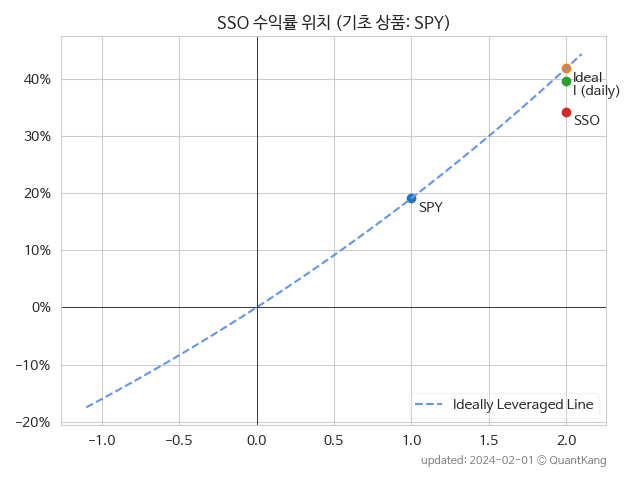 SSO 수익률 위치 (기초 상품: SPY)
40%
30%
20%
10%
0%
−10%
−20%
Ideal
l (daily)
SSO
SPY
Ideally Leveraged Line
−1.0
−0.5
0.0
0.5
1.0
1.5
2.0
updated: 2024-02-01 © QuantKang